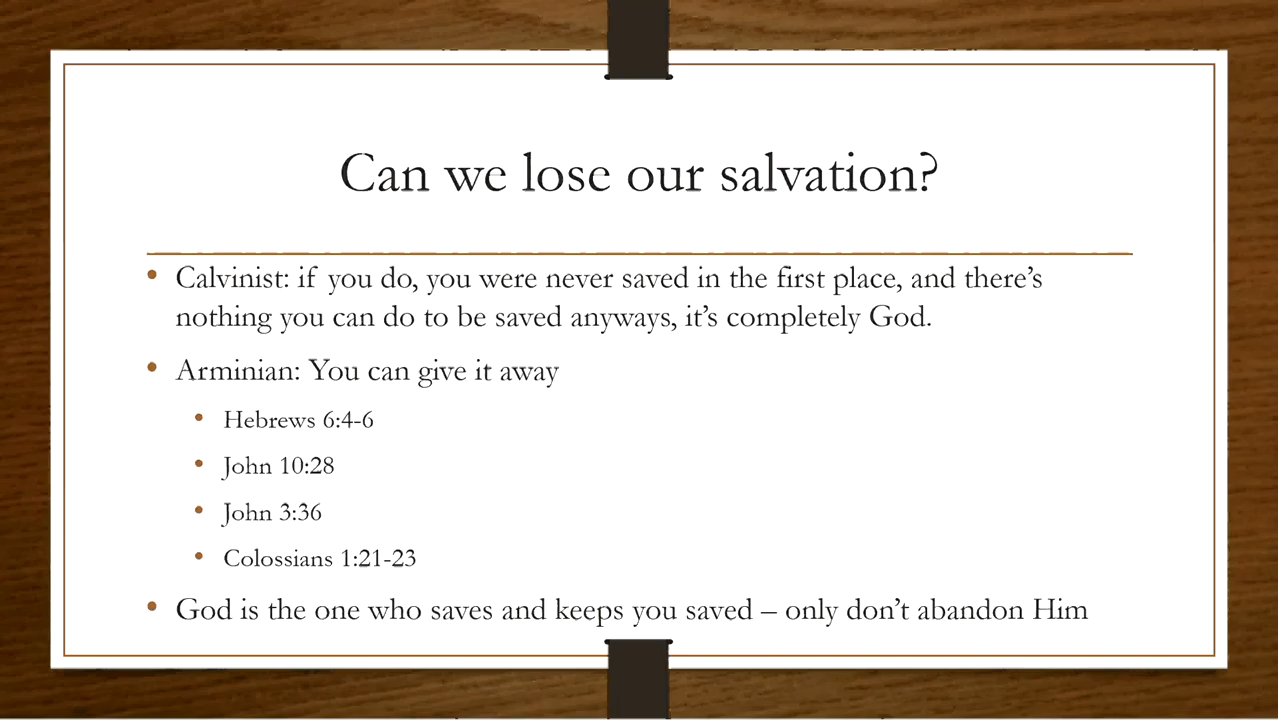 Can we lose our salvation?
• Calvinist: if you do, you were never saved in the first place, and there’s
nothing you can do to be saved anyways, it’s completely God.
• Arminian: You can give it away
• Hebrews 6:4-6
• John 10:28
• John 3:36
• Colossians 1:21-23
• God is the one who saves and keeps you saved – only don’t abandon Him